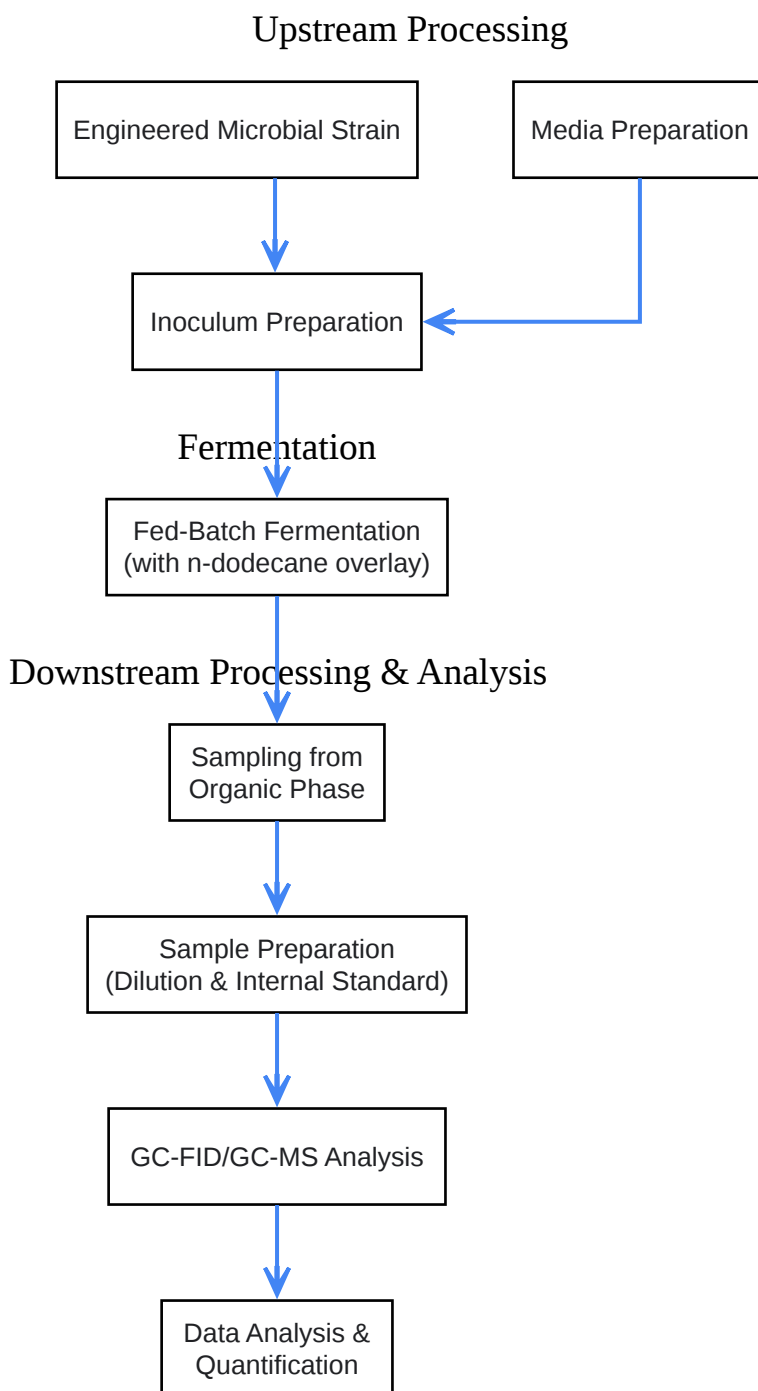 Upstream Processing
Engineered Microbial Strain
Media Preparation
Inoculum Preparation
Fermentation
Fed-Batch Fermentation
(with n-dodecane overlay)
Downstream Processing & Analysis
Sampling from
Organic Phase
Sample Preparation
(Dilution & Internal Standard)
GC-FID/GC-MS Analysis
Data Analysis &
Quantification